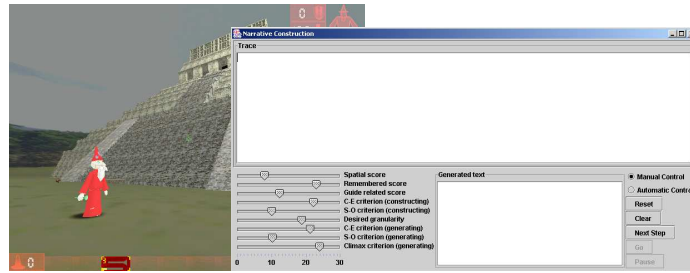 0
Narrative Construction
Trace
Spatial score
Remembered score
Guide related score
C-E criterion (constructing)
S-O criterion (constructing)
Desired granularity
C-E criterion (generating)
S-O criterion (generating)
Climax criterion (generating)
0 10 20 30
Generated text
Manual Control
Automatic Contro
Reset
Clear
Next Step
Go
Pause
0